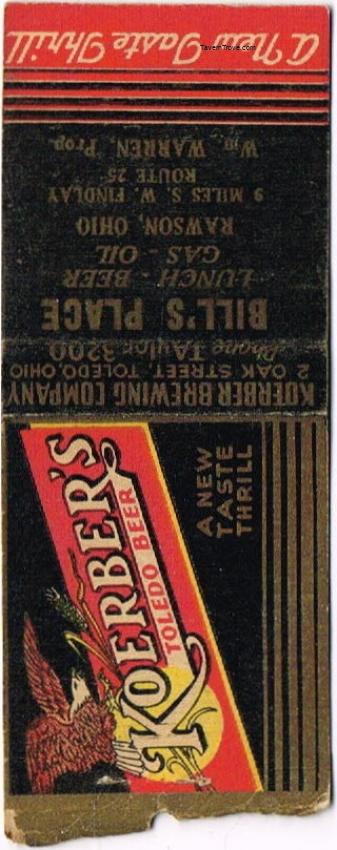 A New Taste Thrill
TavernTrove.com
BILL'S PLACE
LUNCH - BEER
GAS - OIL
RAWSON, OHIO
9 MILES S. W. FINDLAY
ROUTE 25
Wm. WARREN, Prop.
KOERBER BREWING COMPANY
2 OAK STREET, TOLEDO, OHIO
Phone TAylor 3200
KOERBER'S
TOLEDO BEER
A NEW
TASTE
THRILL